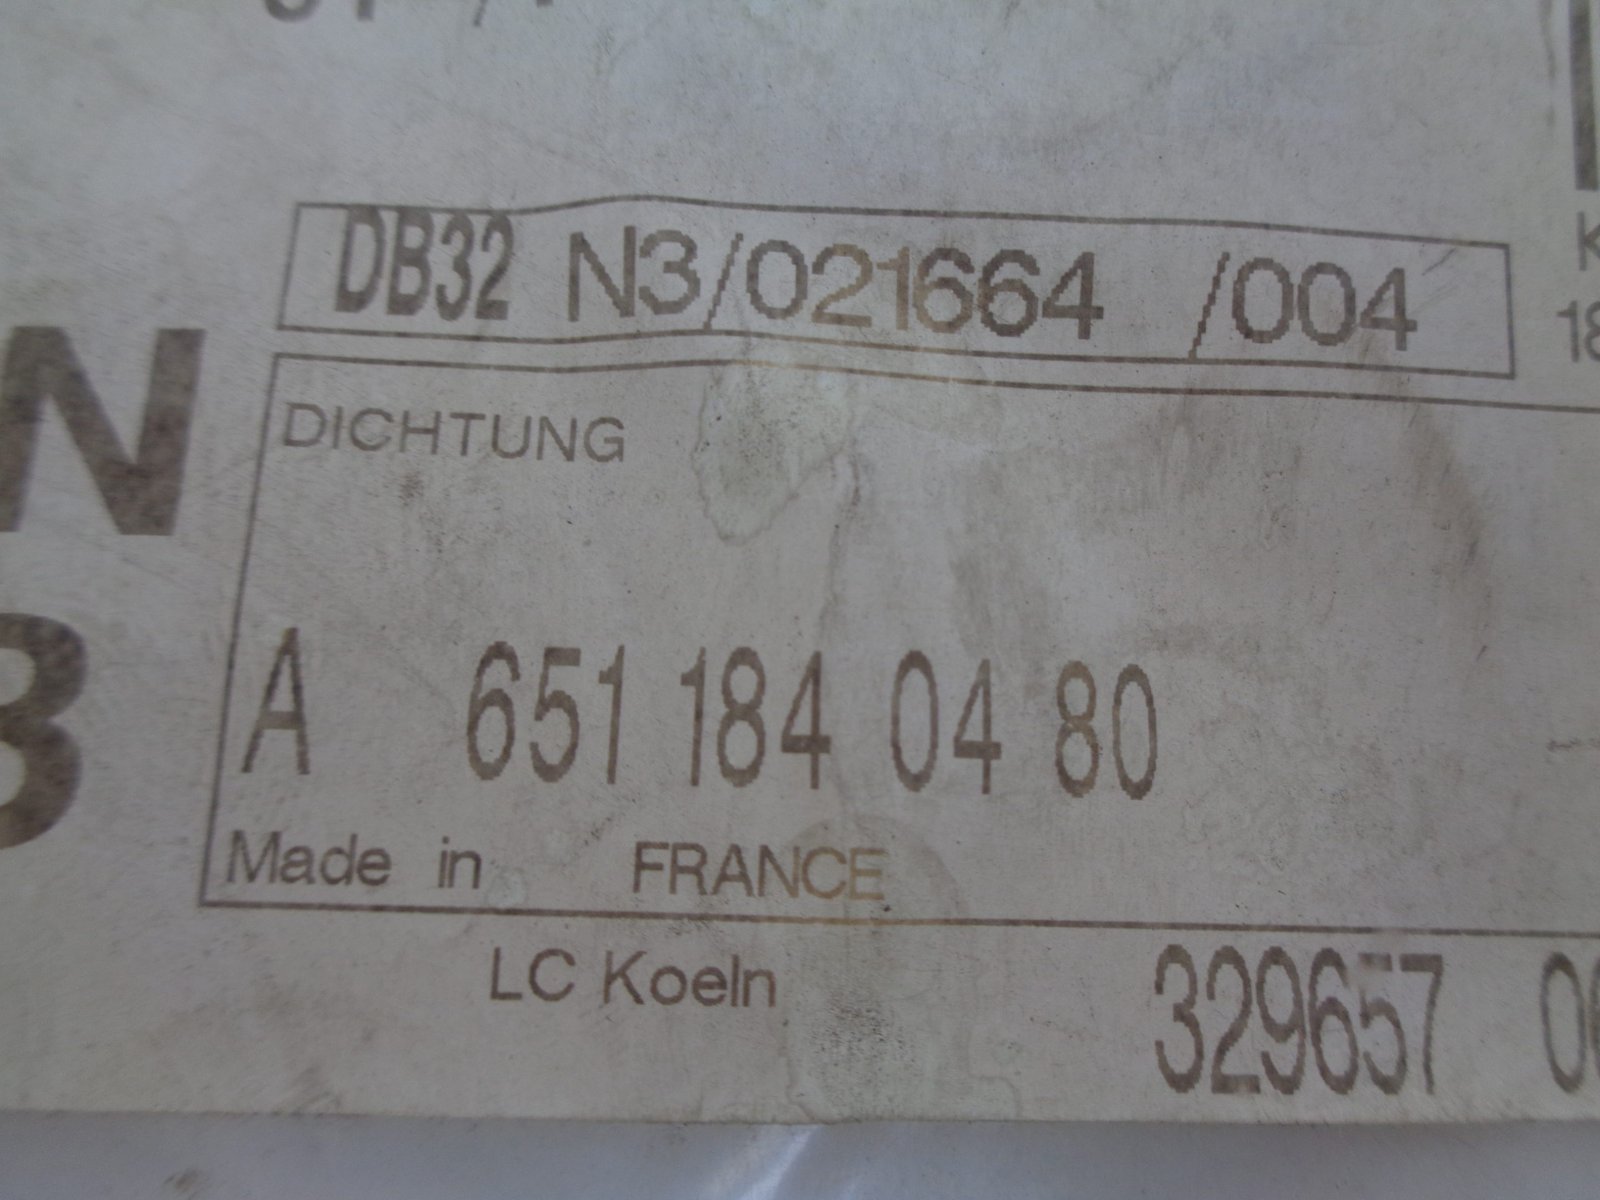 DB32 N3/021664 /004
DICHTUNG
A 651 184 04 80
Made in FRANCE
LC Koeln 329657